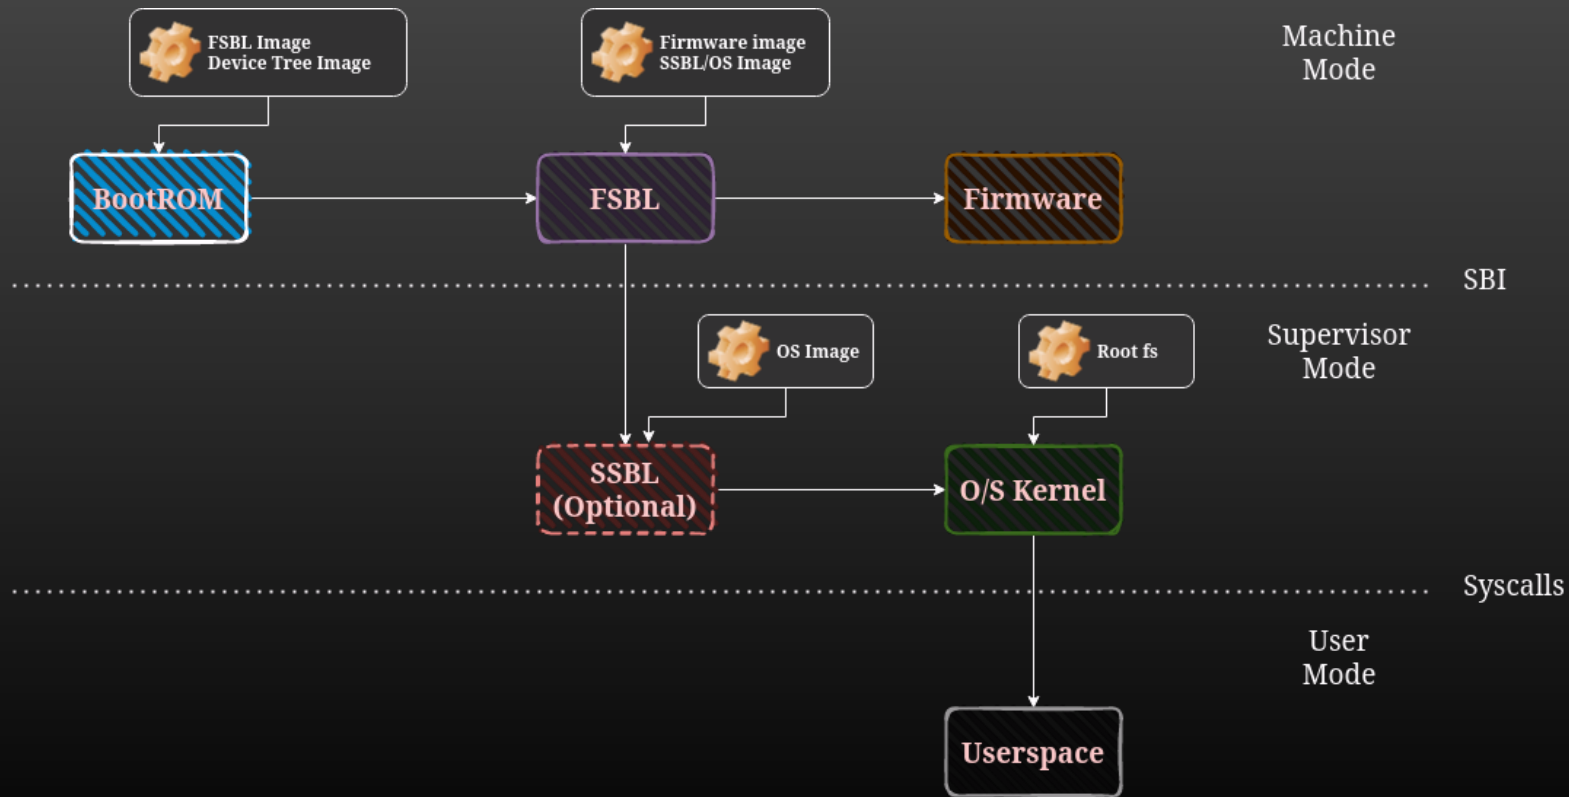 FSBL Image
Device Tree Image
Firmware image
SSBL/OS Image
Machine
Mode
BootROM
FSBL
Firmware
SBI
OS Image
Root fs
Supervisor
Mode
SSBL
(Optional)
O/S Kernel
Syscalls
User
Mode
Userspace